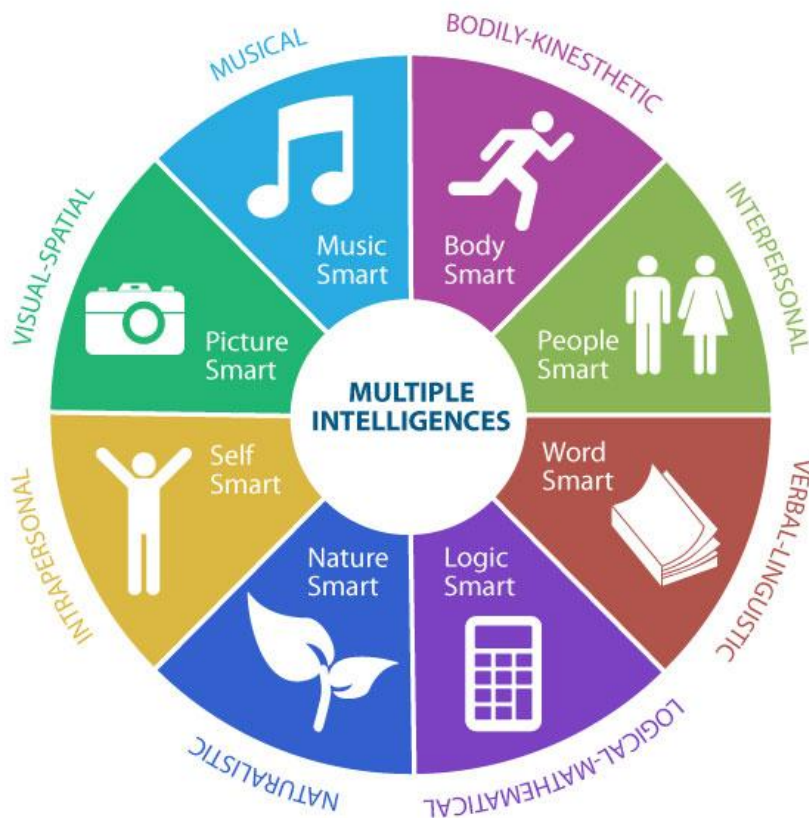 MUSICAL
BODILY-KINESTHETIC
VISUAL-SPATIAL
INTERPERSONAL
Music
Smart
Body
Smart
Picture
Smart
People
Smart
MULTIPLE
INTELLIGENCES
Self
Smart
Word
Smart
Nature
Smart
Logic
Smart
INTRAPERSONAL
VERBAL-LINGUISTIC
NATURALISTIC
LOGICAL-MATHEMATICAL